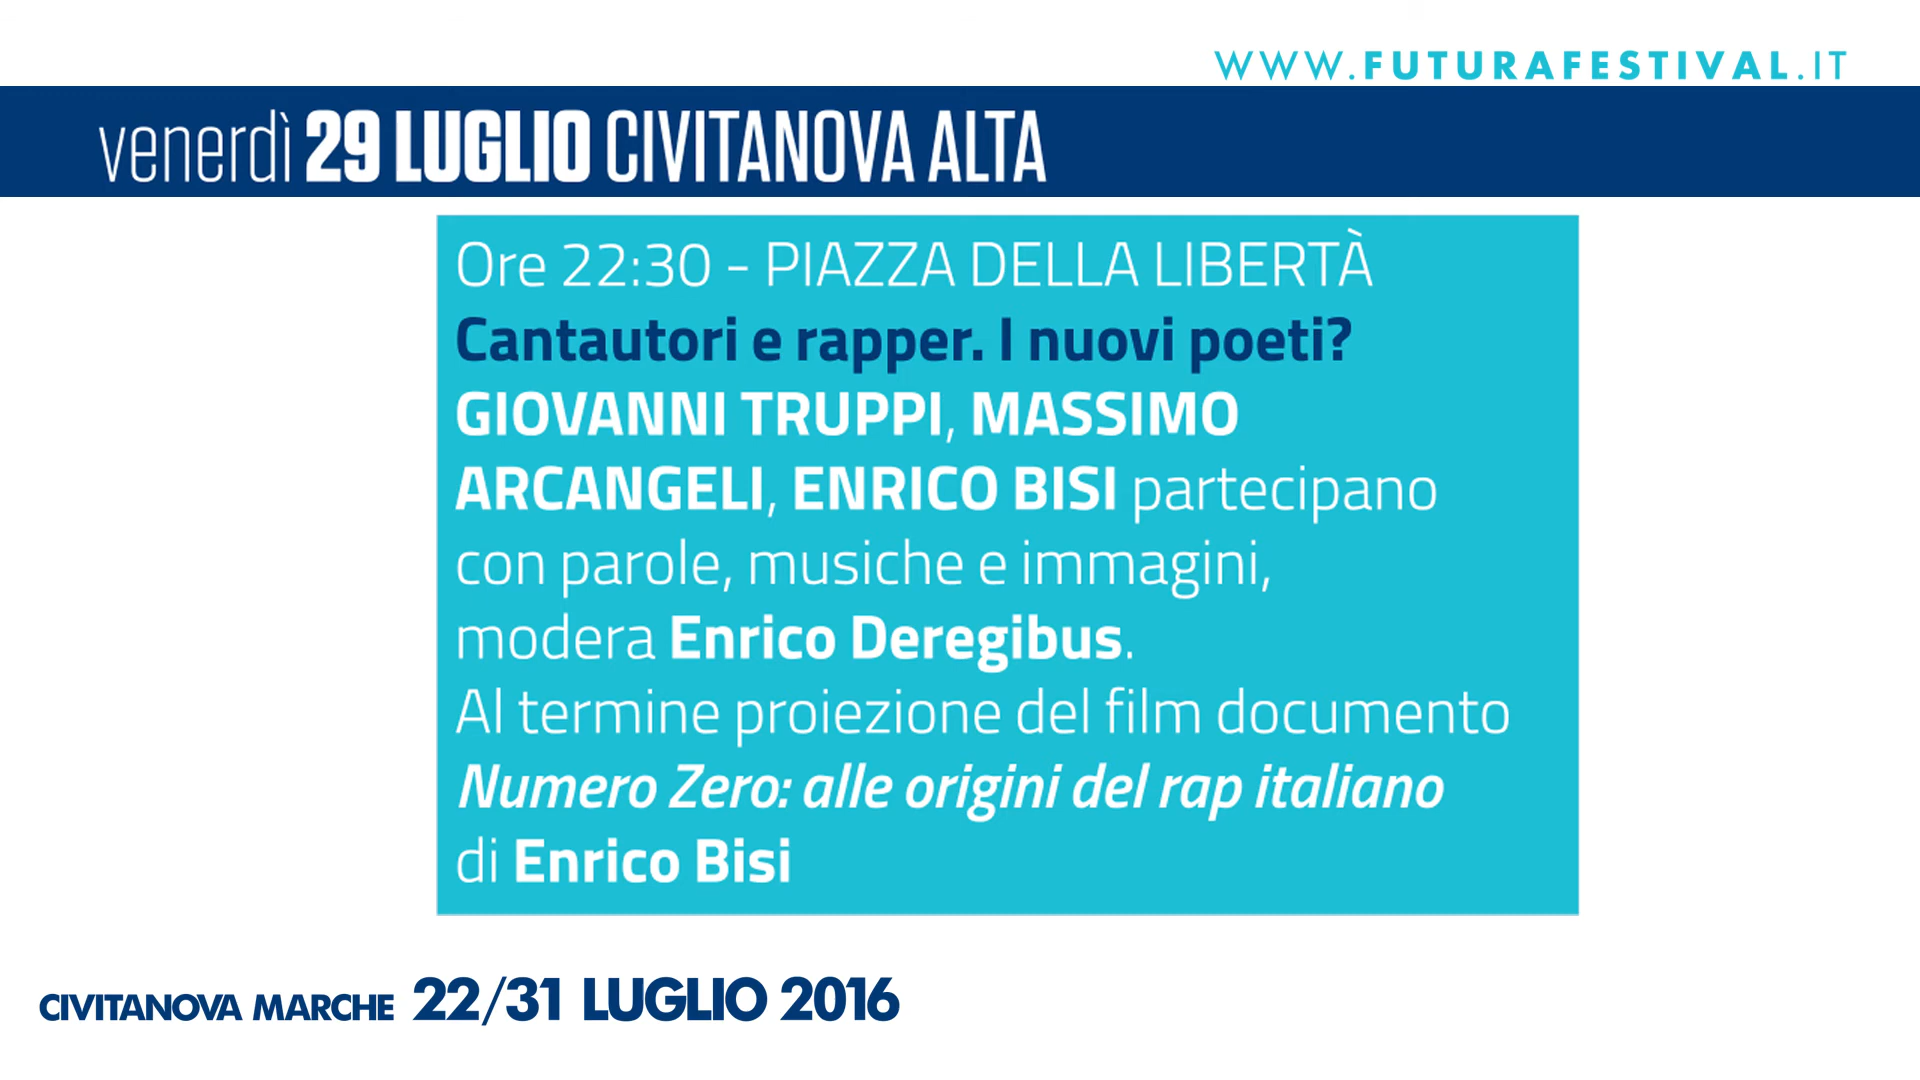 WWW.FUTURAFESTIVAL.IT
venerdì 29 LUGLIO CIVITANOVA ALTA
Ore 22:30 - PIAZZA DELLA LIBERTÀ
Cantautori e rapper. I nuovi poeti?
GIOVANNI TRUPPI, MASSIMO
ARCANGELI, ENRICO BISI partecipano
con parole, musiche e immagini,
modera Enrico Deregibus.
Al termine proiezione del film documento
Numero Zero: alle origini del rap italiano
di Enrico Bisi
CIVITANOVA MARCHE 22/31 LUGLIO 2016